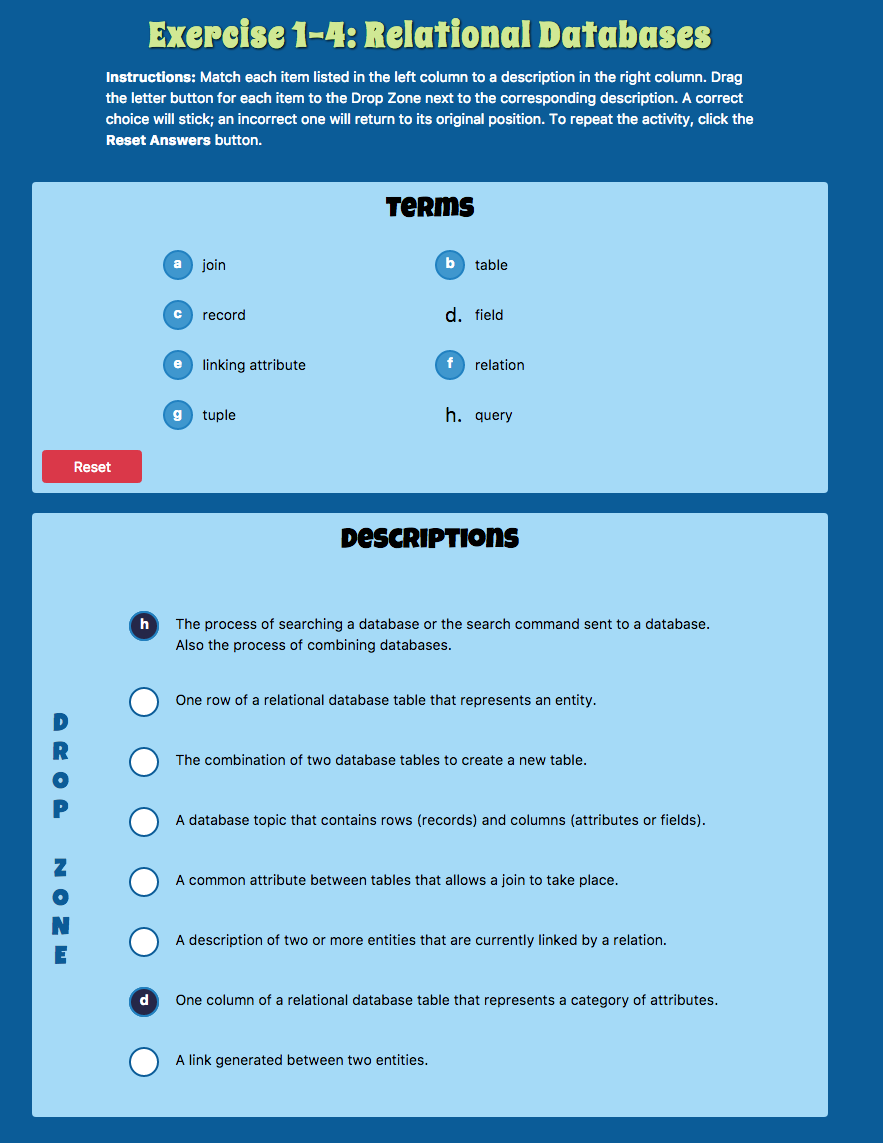 Exercise 1-4: Relational Databases
Instructions: Match each item listed in the left column to a description in the right column. Drag
the letter button for each item to the Drop Zone next to the corresponding description. A correct
choice will stick; an incorrect one will return to its original position. To repeat the activity, click the
Reset Answers button.
Terms
a join
b table
c record
d. field
e linking attribute
f relation
g tuple
h. query
Reset
Descriptions
DROP ZONE
h The process of searching a database or the search command sent to a database.
Also the process of combining databases.
One row of a relational database table that represents an entity.
The combination of two database tables to create a new table.
A database topic that contains rows (records) and columns (attributes or fields).
A common attribute between tables that allows a join to take place.
A description of two or more entities that are currently linked by a relation.
d One column of a relational database table that represents a category of attributes.
A link generated between two entities.